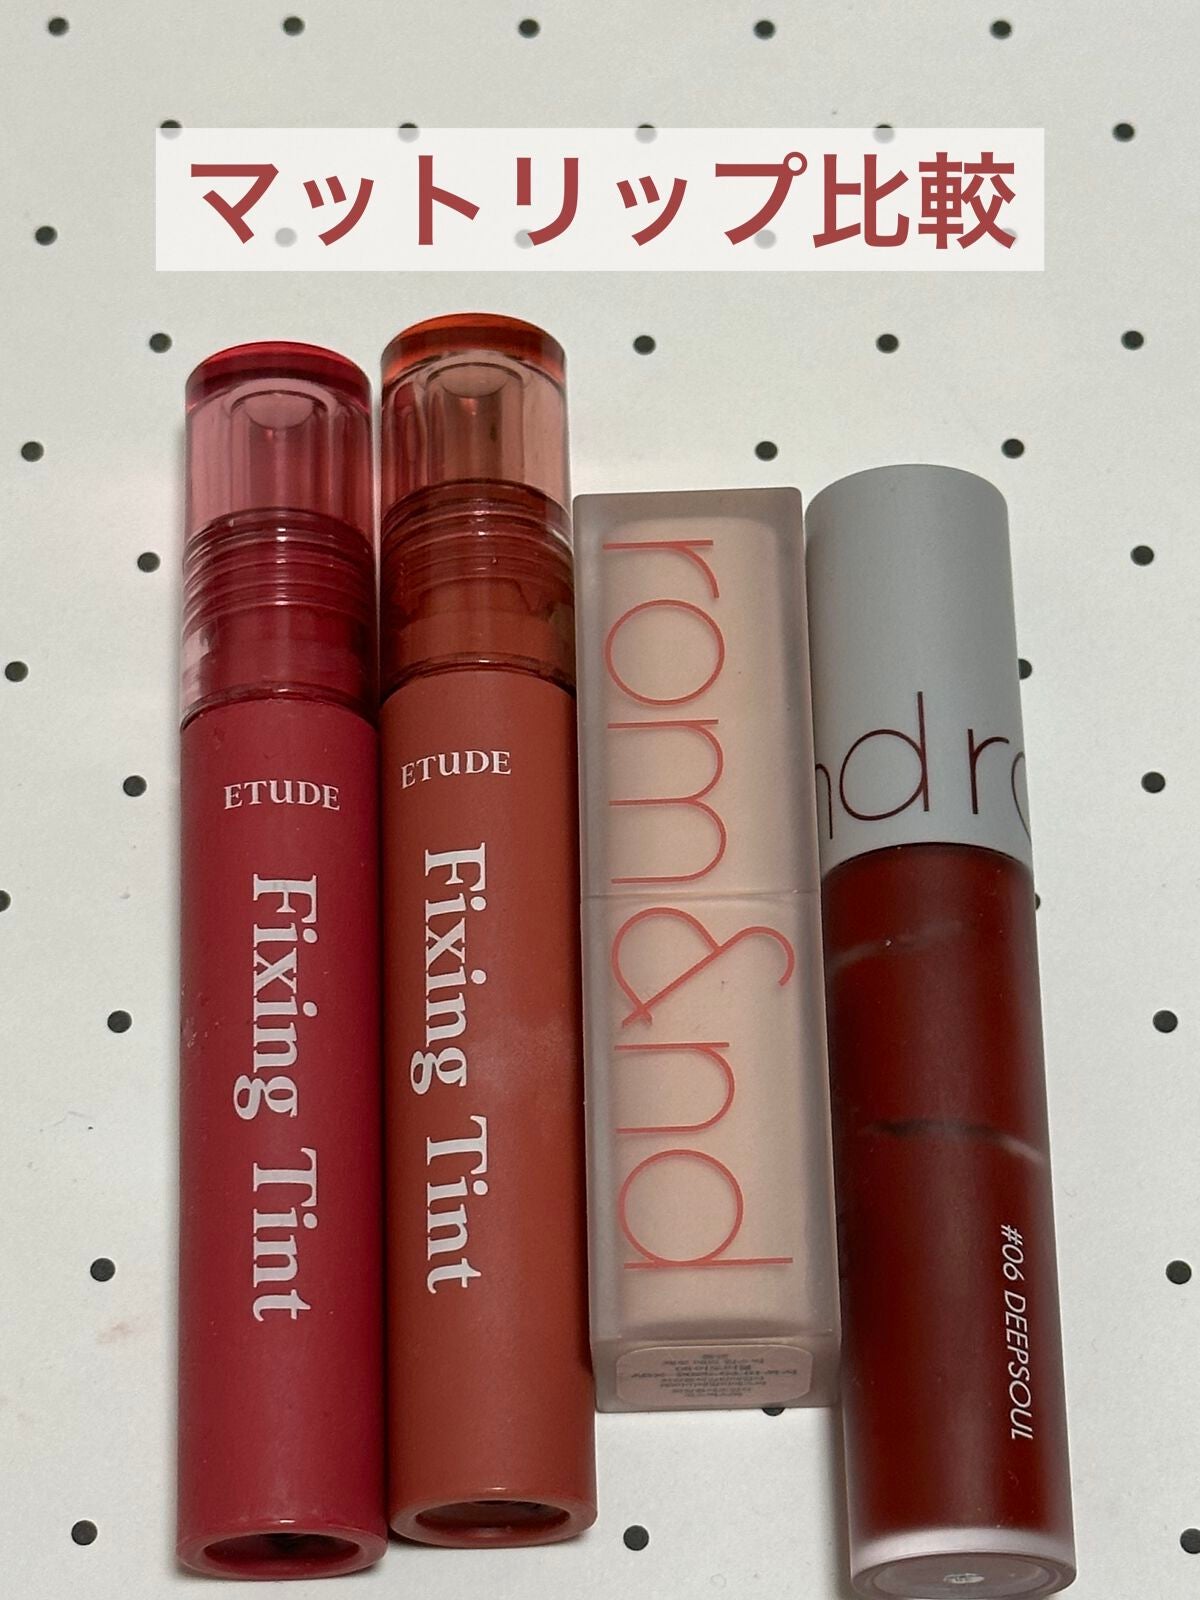 マットリップ比較
ETUDE
Fixing Tint
ETUDE
Fixing Tint
rom&nd
nd ro
#06 DEEPSOUL